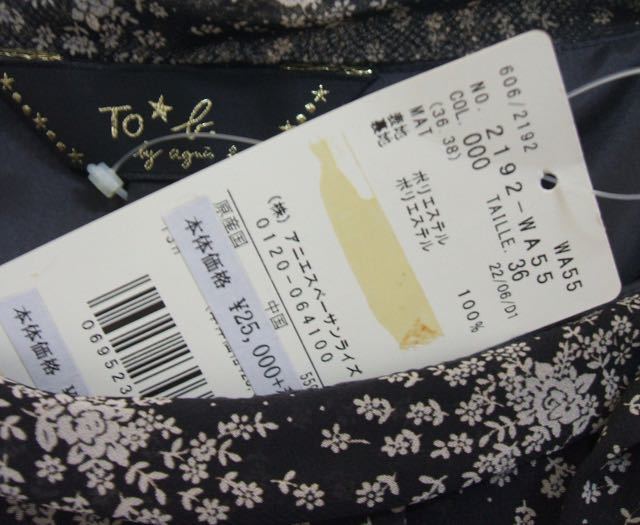 To★b.
by agnès
606/2192
WA55
NO. 2192-WA55
COL. 000 TAILLE. 36
(36.38) 22/06/01
MAT
表地 ポリエステル 100%
裏地 ポリエステル
(株) アニエスベーサンライズ
0120-064100
原産国 中国
本体価格 ¥25,000+
本体価格 ¥
069523